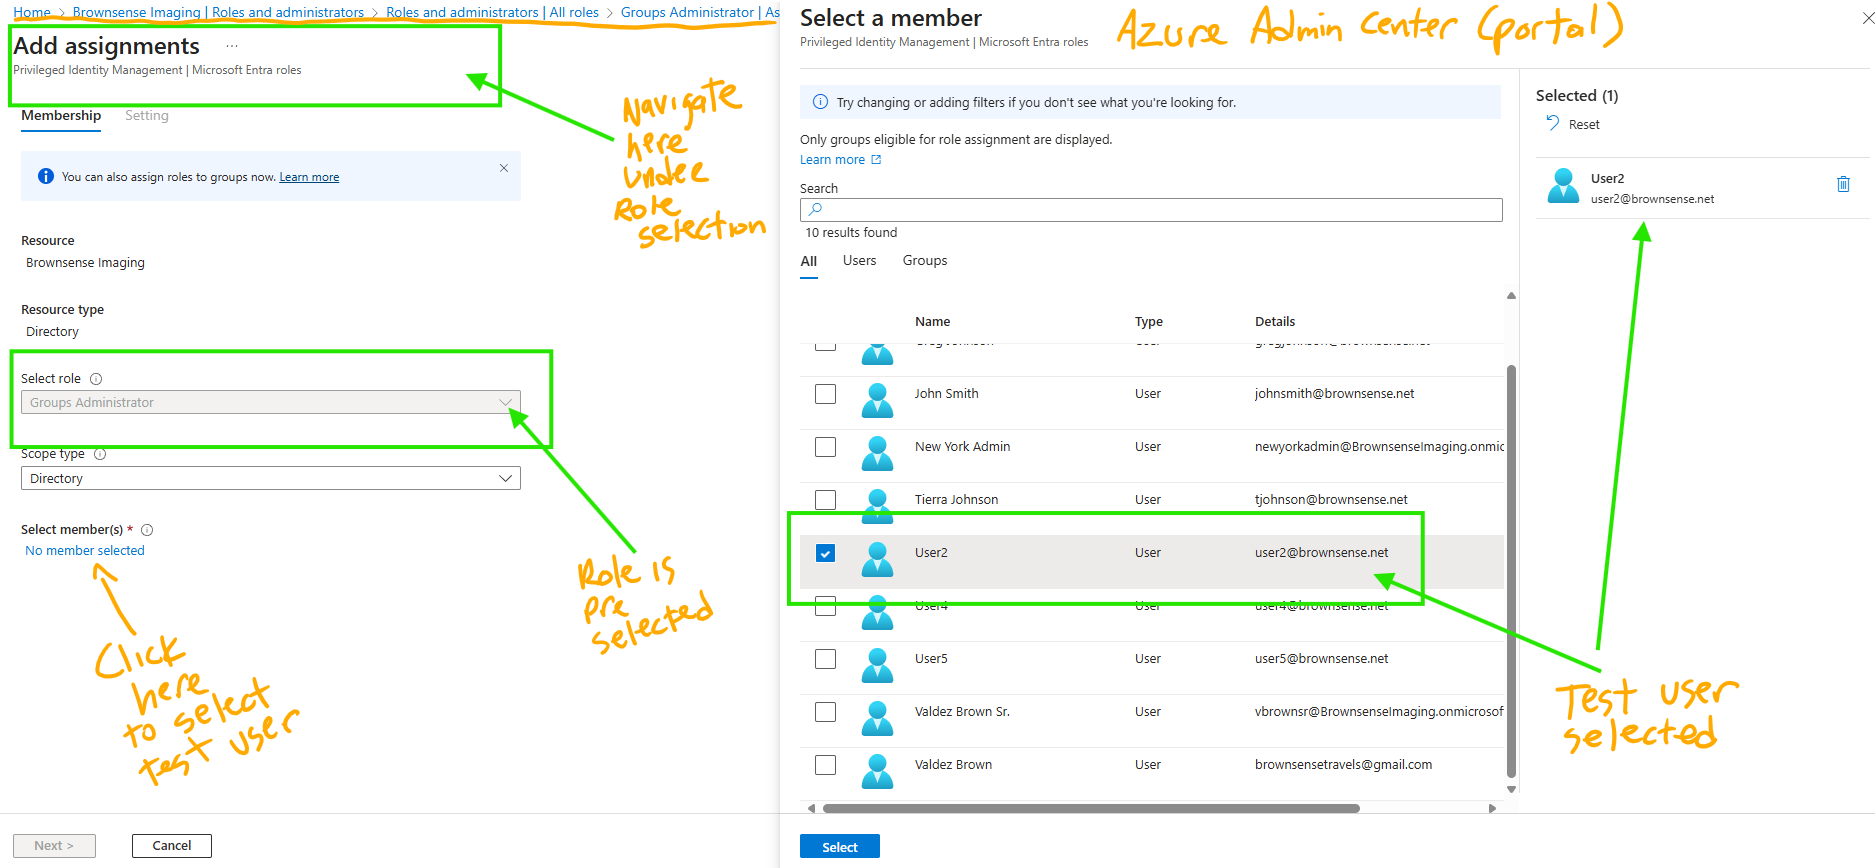 Home > Brownsense Imaging | Roles and administrators > Roles and administrators | All roles > Groups Administrator | As
Add assignments ...
Privileged Identity Management | Microsoft Entra roles
Navigate
here
under
Role
selection
Membership Setting
You can also assign roles to groups now. Learn more
Resource
Brownsense Imaging
Resource type
Directory
Select role
Groups Administrator
Scope type
Directory
Select member(s) *
No member selected
Role is
pre
selected
Click
here
to select
test user
Next > Cancel
Select a member
Privileged Identity Management | Microsoft Entra roles
Azure Admin Center (portal)
Try changing or adding filters if you don't see what you're looking for.
Only groups eligible for role assignment are displayed.
Learn more
Search
10 results found
All Users Groups
Name Type Details
Greg Johnson User gregjohnson@brownsense.net
John Smith User johnsmith@brownsense.net
New York Admin User newyorkadmin@BrownsenseImaging.onmicr
Tierra Johnson User tjohnson@brownsense.net
User2 User user2@brownsense.net
User4 User user4@brownsense.net
User5 User user5@brownsense.net
Valdez Brown Sr. User vbrownsr@BrownsenseImaging.onmicrosof
Valdez Brown User brownsensetravels@gmail.com
Select
Selected (1)
Reset
User2
user2@brownsense.net
Test user
selected